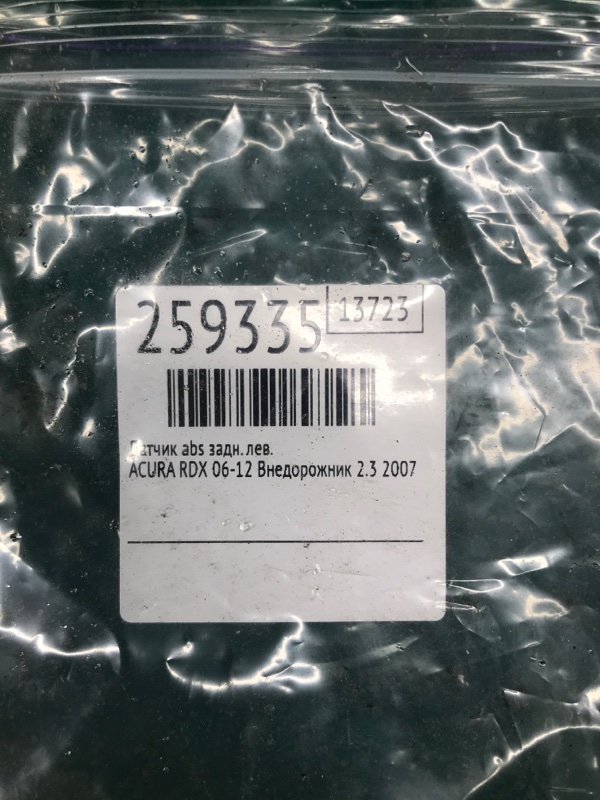 259335 13723
Датчик abs задн. лев.
ACURA RDX 06-12 Внедорожник 2.3 2007